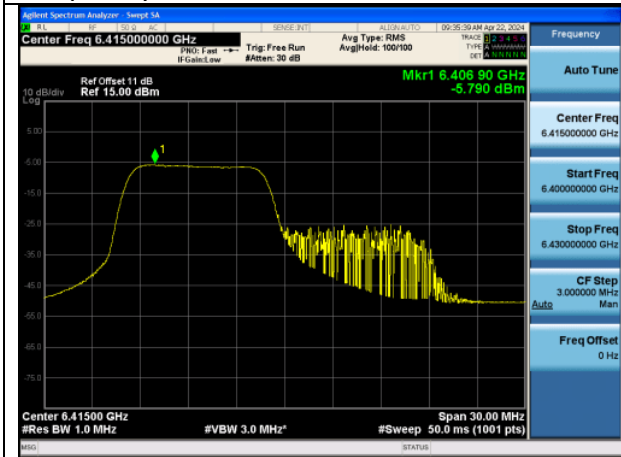 Agilent Spectrum Analyzer - Swept SA
RL RF 50 Ω AC SENSE:INT ALIGN AUTO 09:35:39 AM Apr 22, 2024
Center Freq 6.415000000 GHz
PNO: Fast
IFGain:Low
Trig: Free Run
#Atten: 30 dB
Avg Type: RMS
Avg|Hold: 100/100
TRACE 1 2 3 4 5 6
TYPE A WWWWW
DET A N N N N N
Frequency
Ref Offset 11 dB
10 dB/div Ref 15.00 dBm
Log
Mkr1 6.406 90 GHz
-5.790 dBm
Auto Tune
Center Freq
6.415000000 GHz
Start Freq
6.400000000 GHz
Stop Freq
6.430000000 GHz
CF Step
3.000000 MHz
Auto Man
Freq Offset
0 Hz
1
5.00
-5.00
-15.0
-25.0
-35.0
-45.0
-55.0
-65.0
-75.0
Center 6.41500 GHz Span 30.00 MHz
#Res BW 1.0 MHz #VBW 3.0 MHz* #Sweep 50.0 ms (1001 pts)
MSG STATUS